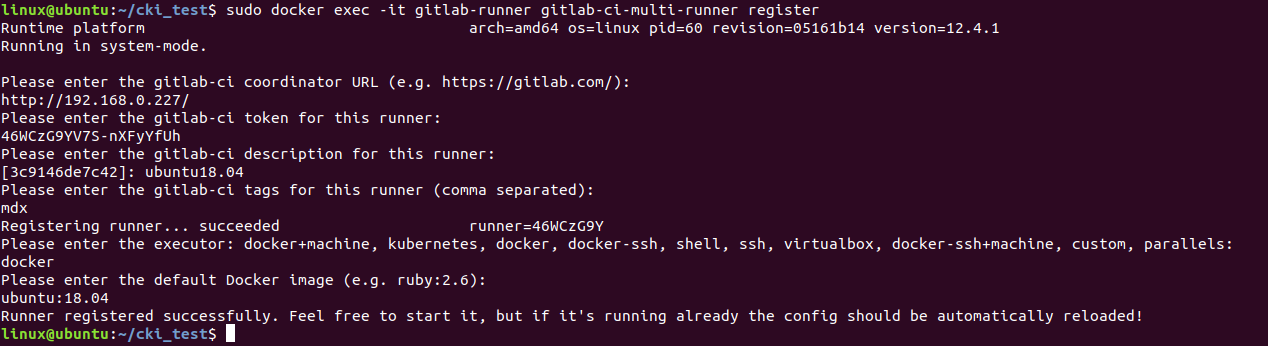 linux@ubuntu:~/cki_test$ sudo docker exec -it gitlab-runner gitlab-ci-multi-runner register
Runtime platform                                    arch=amd64 os=linux pid=60 revision=05161b14 version=12.4.1
Running in system-mode.
Please enter the gitlab-ci coordinator URL (e.g. https://gitlab.com/):
http://192.168.0.227/
Please enter the gitlab-ci token for this runner:
46WCzG9YV7S-nXFyYfUh
Please enter the gitlab-ci description for this runner:
[3c9146de7c42]: ubuntu18.04
Please enter the gitlab-ci tags for this runner (comma separated):
mdx
Registering runner... succeeded                     runner=46WCzG9Y
Please enter the executor: docker+machine, kubernetes, docker, docker-ssh, shell, ssh, virtualbox, docker-ssh+machine, custom, parallels:
docker
Please enter the default Docker image (e.g. ruby:2.6):
ubuntu:18.04
Runner registered successfully. Feel free to start it, but if it's running already the config should be automatically reloaded!
linux@ubuntu:~/cki_test$